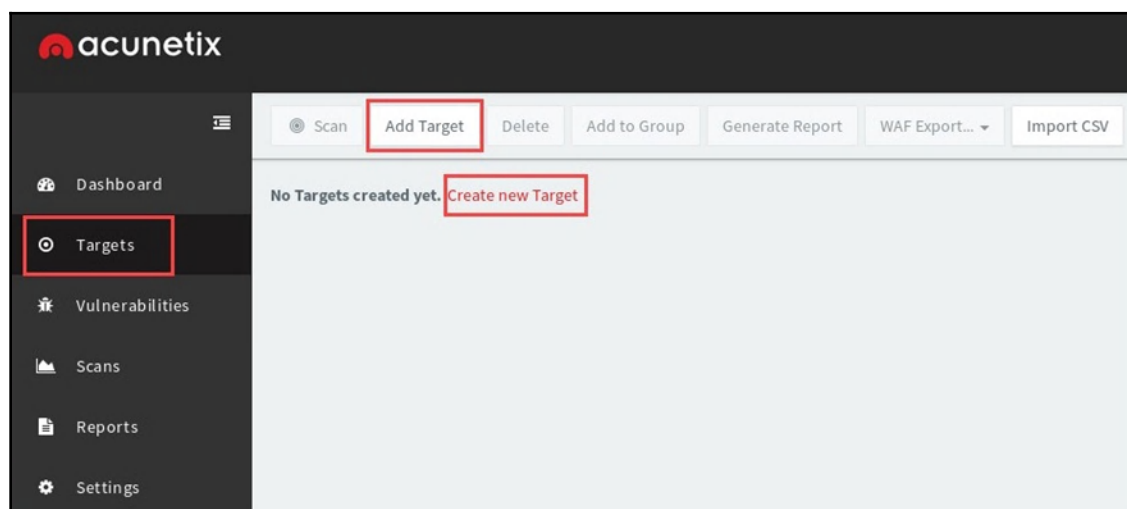 acunetix
Scan Add Target Delete Add to Group Generate Report WAF Export... Import CSV
Dashboard
No Targets created yet. Create new Target
Targets
Vulnerabilities
Scans
Reports
Settings